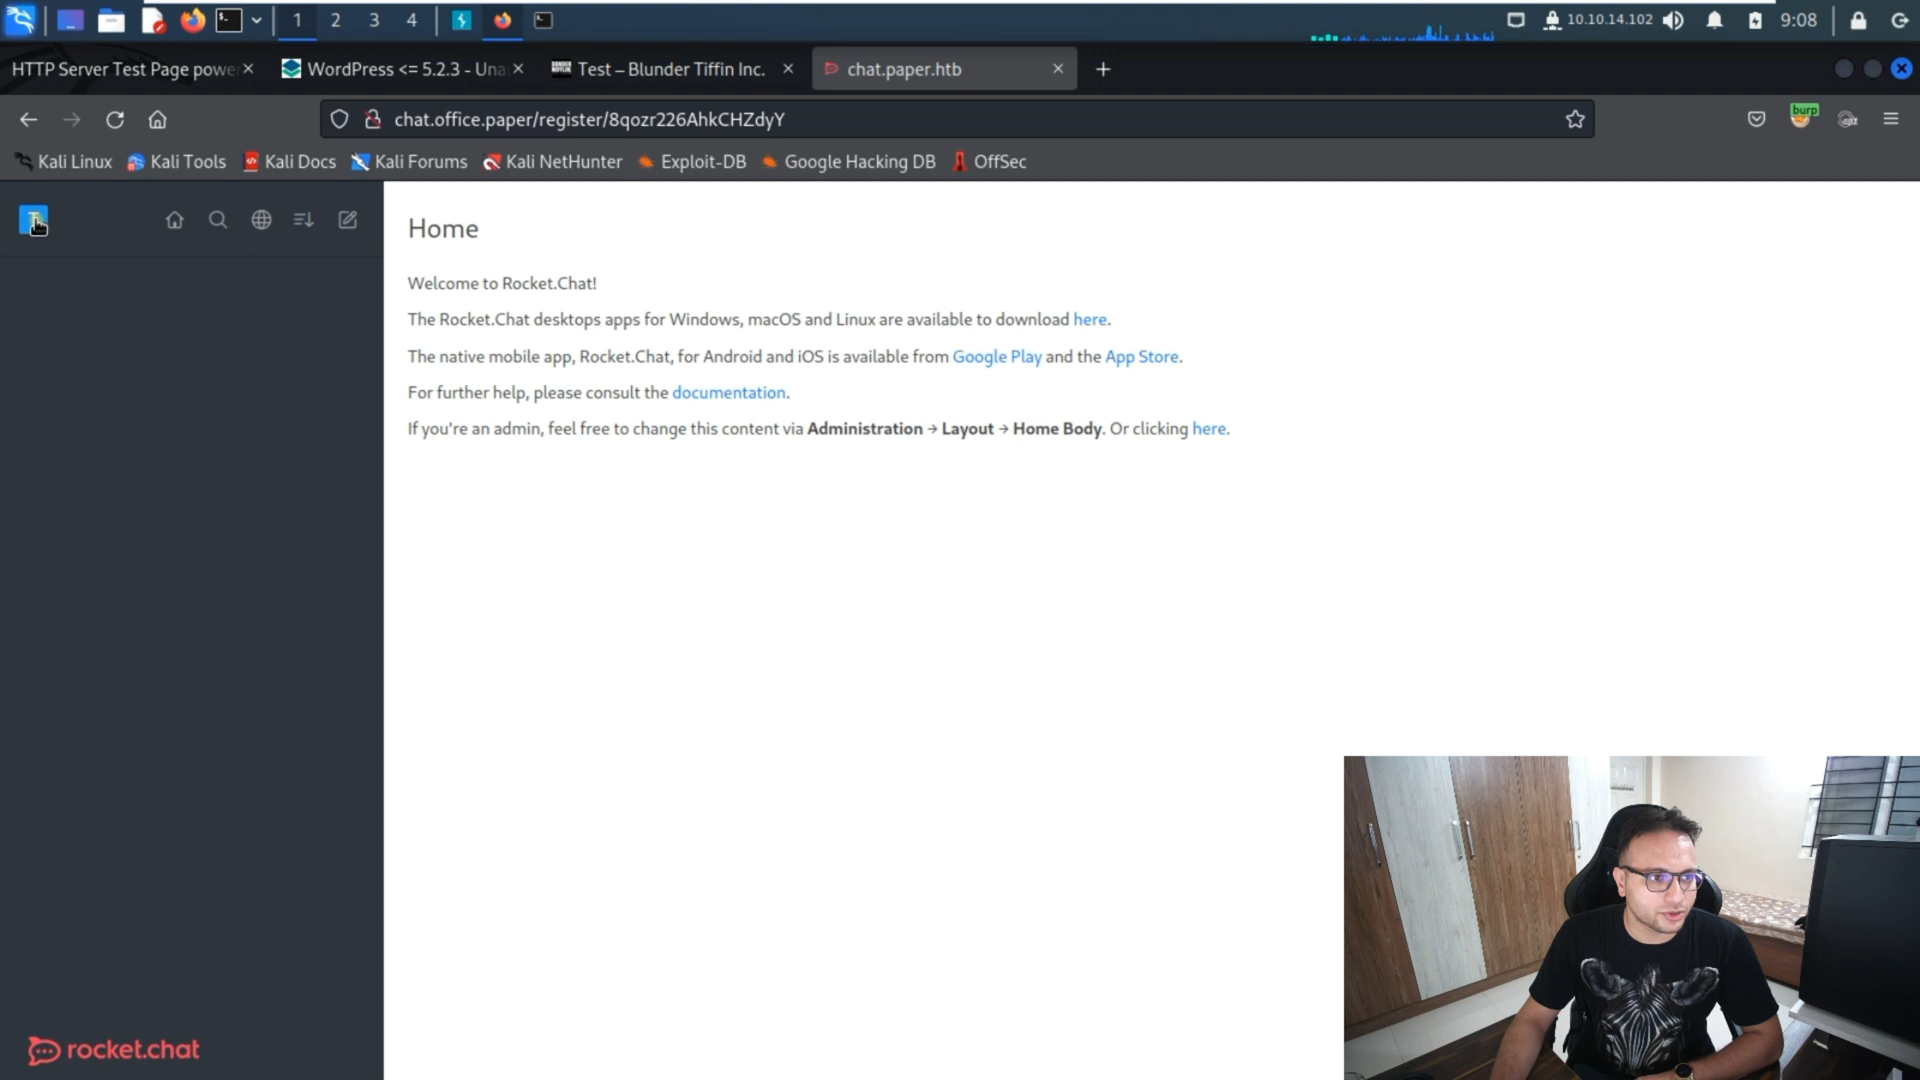 1 2 3 4
10.10.14.102
9:08
HTTP Server Test Page powe
WordPress <= 5.2.3 - Una
Test – Blunder Tiffin Inc.
chat.paper.htb
chat.office.paper/register/8qozr226AhkCHZdyY
burp
Kali Linux
Kali Tools
Kali Docs
Kali Forums
Kali NetHunter
Exploit-DB
Google Hacking DB
OffSec
Home
Welcome to Rocket.Chat!
The Rocket.Chat desktops apps for Windows, macOS and Linux are available to download here.
The native mobile app, Rocket.Chat, for Android and iOS is available from Google Play and the App Store.
For further help, please consult the documentation.
If you're an admin, feel free to change this content via Administration → Layout → Home Body. Or clicking here.
rocket.chat